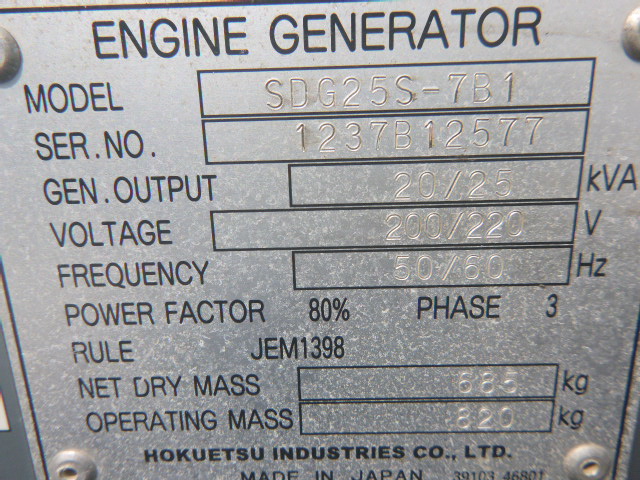 ENGINE GENERATOR
MODEL SDG25S-7B1
SER.NO. 1237B12577
GEN.OUTPUT 20/25 kVA
VOLTAGE 200/220 V
FREQUENCY 50/60 Hz
POWER FACTOR 80% PHASE 3
RULE JEM1398
NET DRY MASS 685 kg
OPERATING MASS 820 kg
HOKUETSU INDUSTRIES CO., LTD.
MADE IN JAPAN 39103 46801